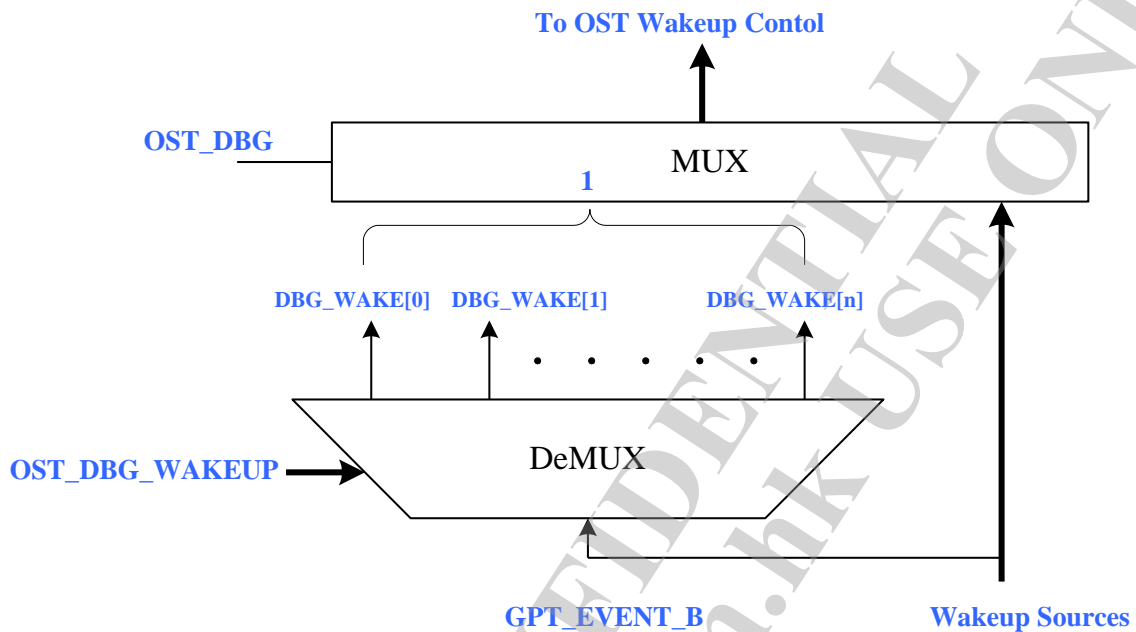 To OST Wakeup Contol
OST_DBG
MUX
1
DBG_WAKE[0] DBG_WAKE[1] DBG_WAKE[n]
DeMUX
OST_DBG_WAKEUP
GPT_EVENT_B
Wakeup Sources